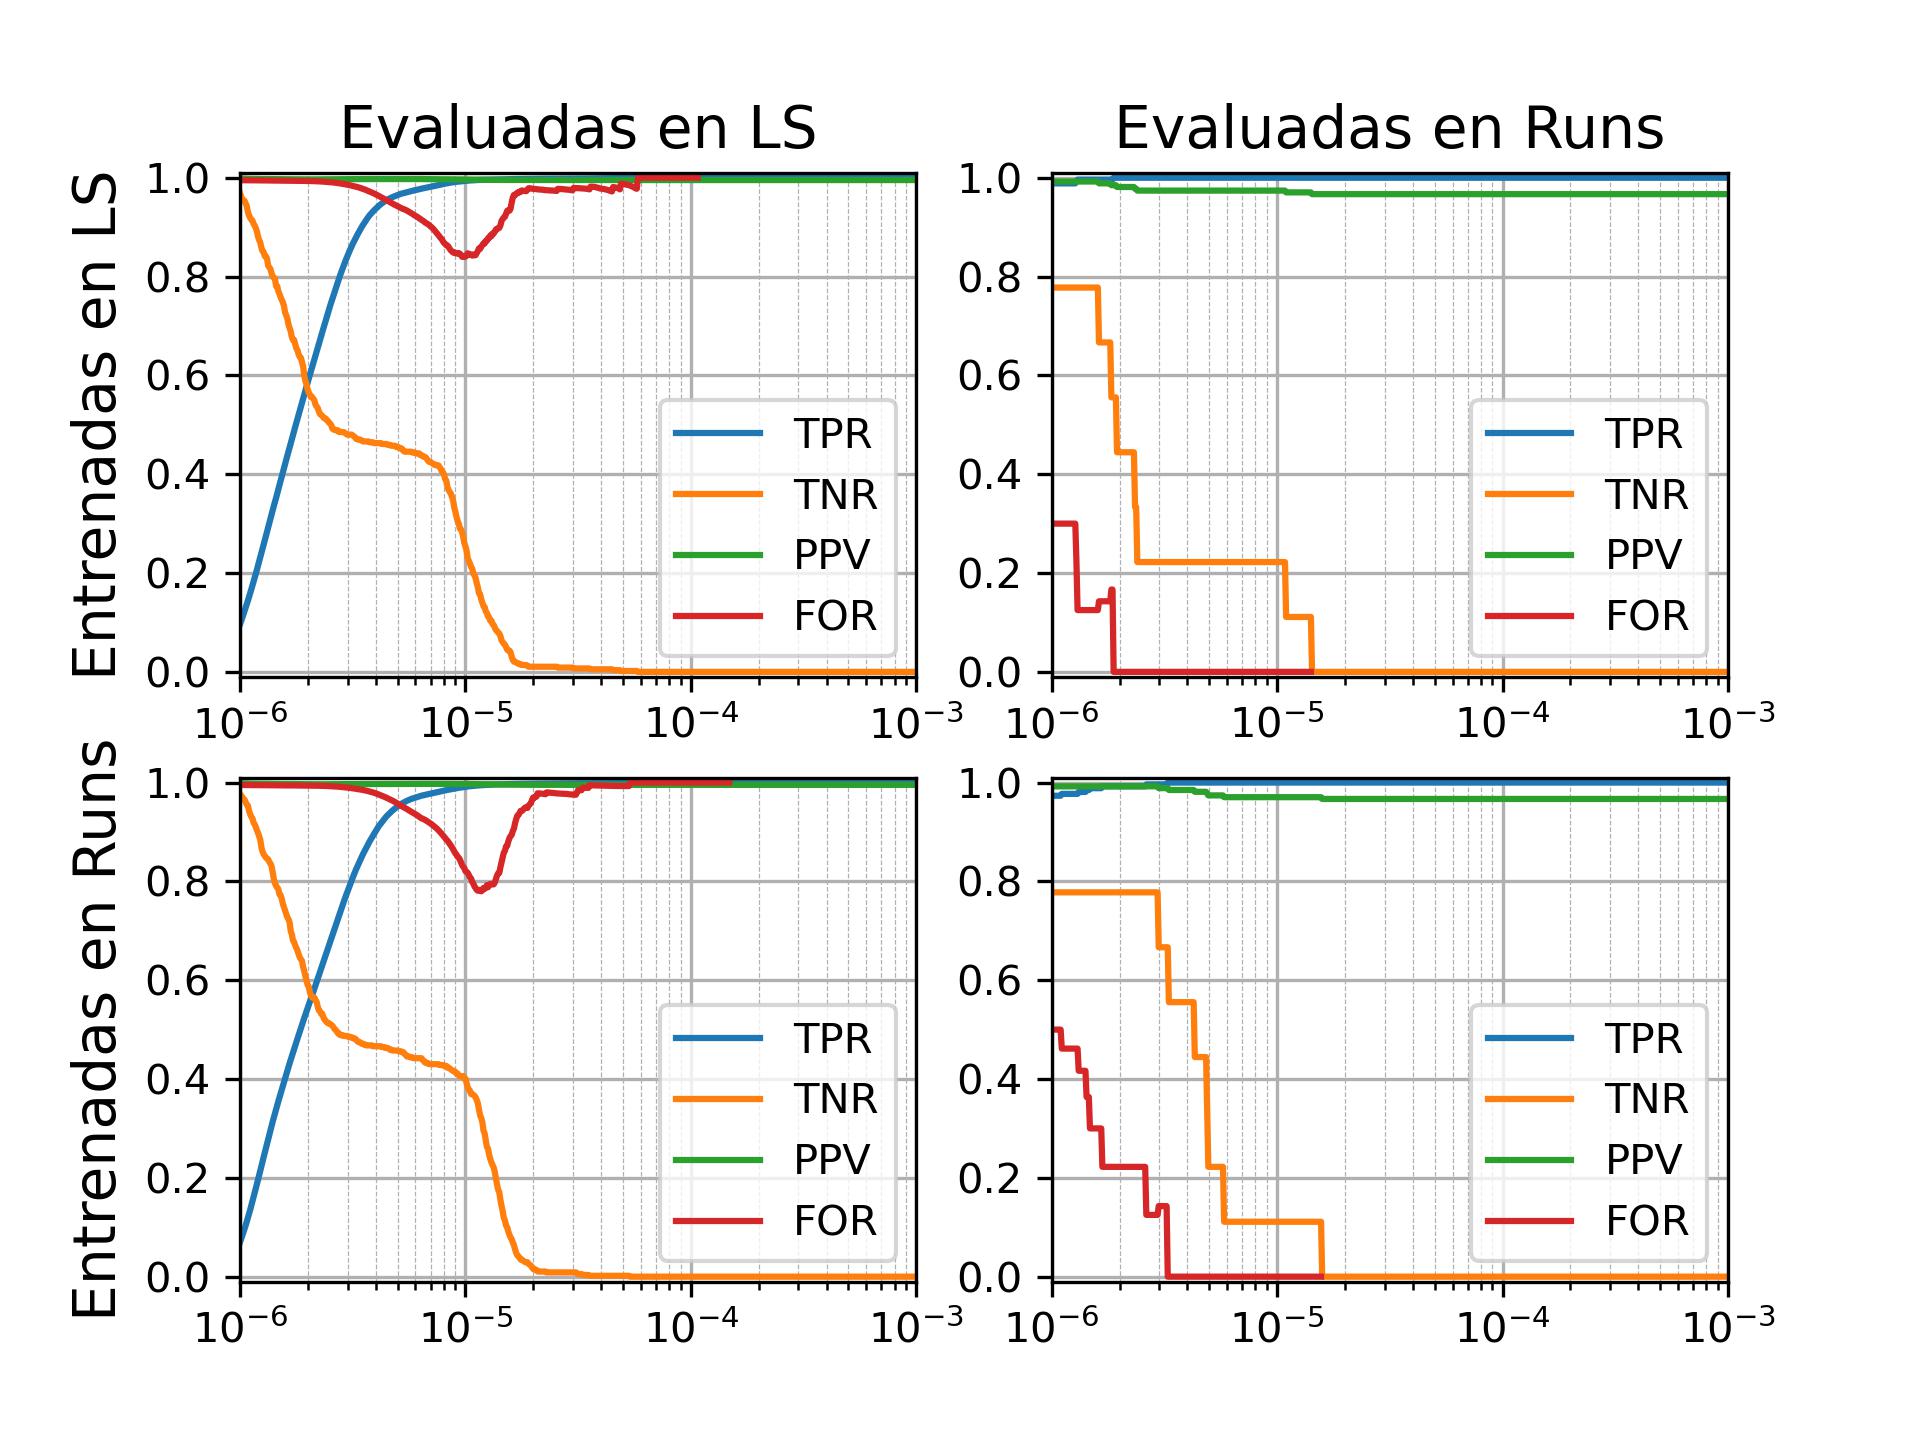 Evaluadas en LS
Evaluadas en Runs
Entrenadas en LS
1.0
0.8
0.6
0.4
0.2
0.0
TPR
TNR
PPV
FOR
10⁻⁶ 10⁻⁵ 10⁻⁴ 10⁻³
1.0
0.8
0.6
0.4
0.2
0.0
TPR
TNR
PPV
FOR
10⁻⁶ 10⁻⁵ 10⁻⁴ 10⁻³
Entrenadas en Runs
1.0
0.8
0.6
0.4
0.2
0.0
TPR
TNR
PPV
FOR
10⁻⁶ 10⁻⁵ 10⁻⁴ 10⁻³
1.0
0.8
0.6
0.4
0.2
0.0
TPR
TNR
PPV
FOR
10⁻⁶ 10⁻⁵ 10⁻⁴ 10⁻³